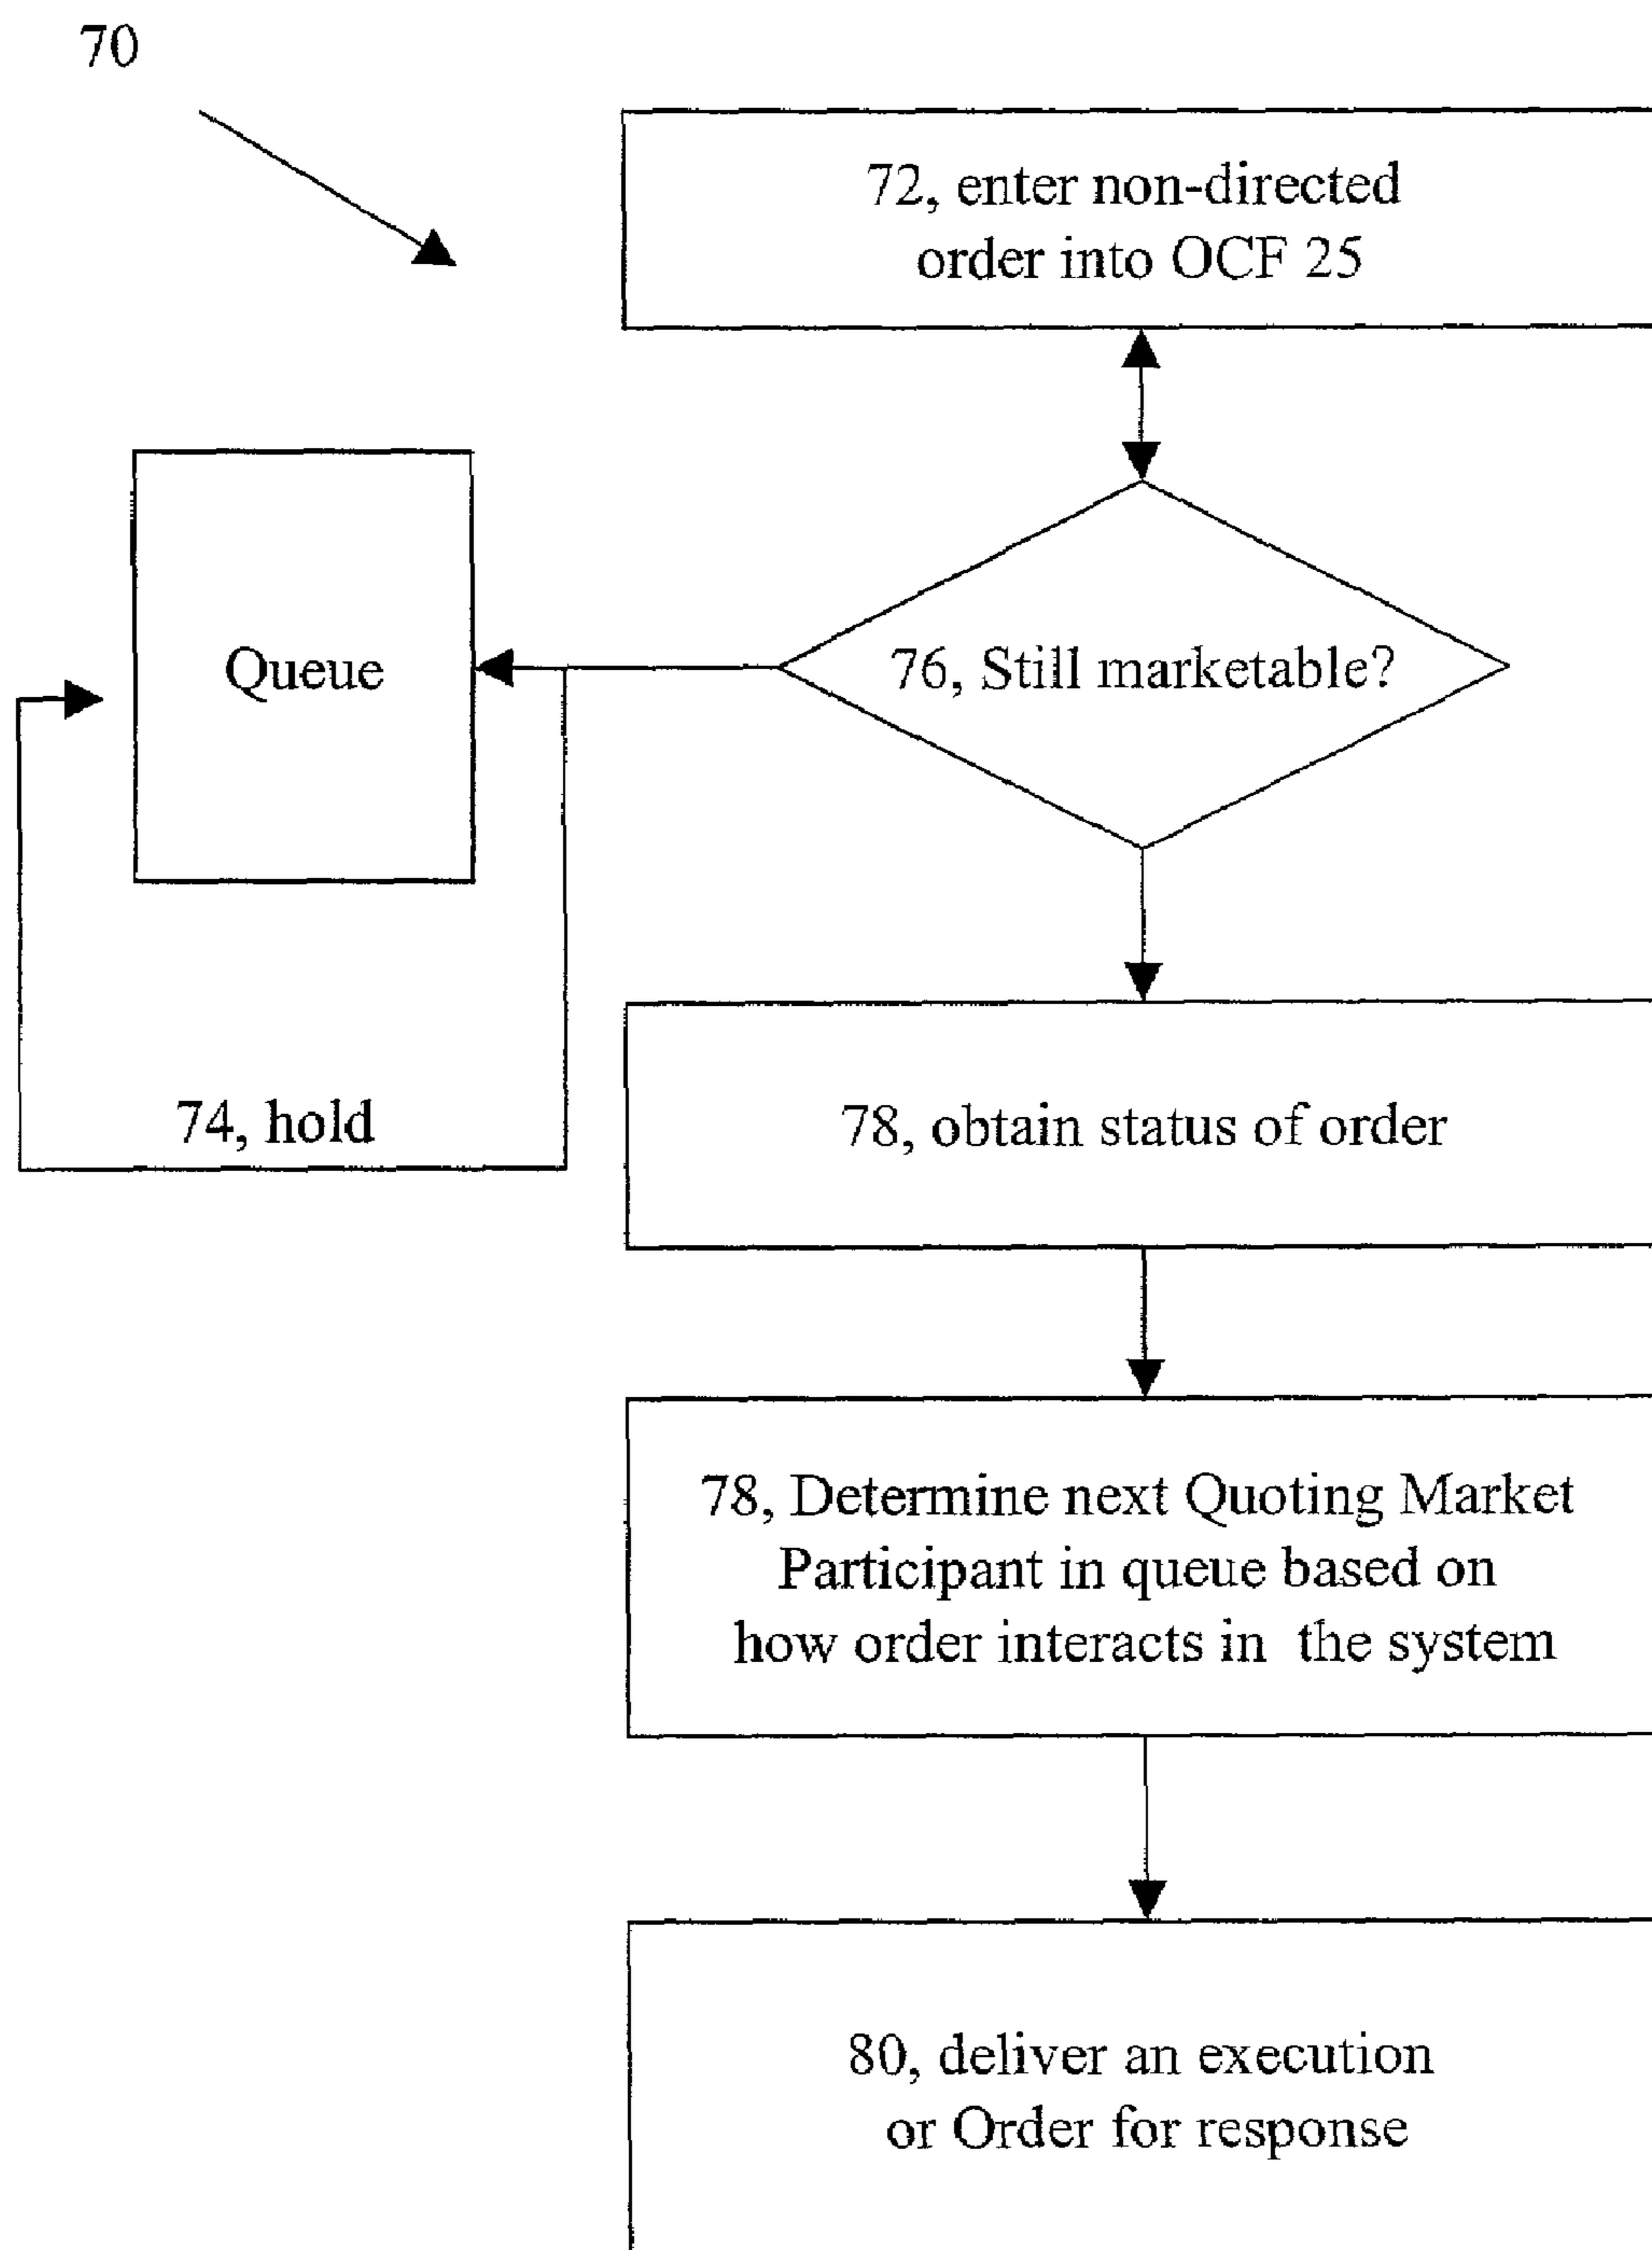 70
72, enter non-directed
order into OCF 25
Queue
76, Still marketable?
74, hold
78, obtain status of order
78, Determine next Quoting Market
Participant in queue based on
how order interacts in the system
80, deliver an execution
or Order for response